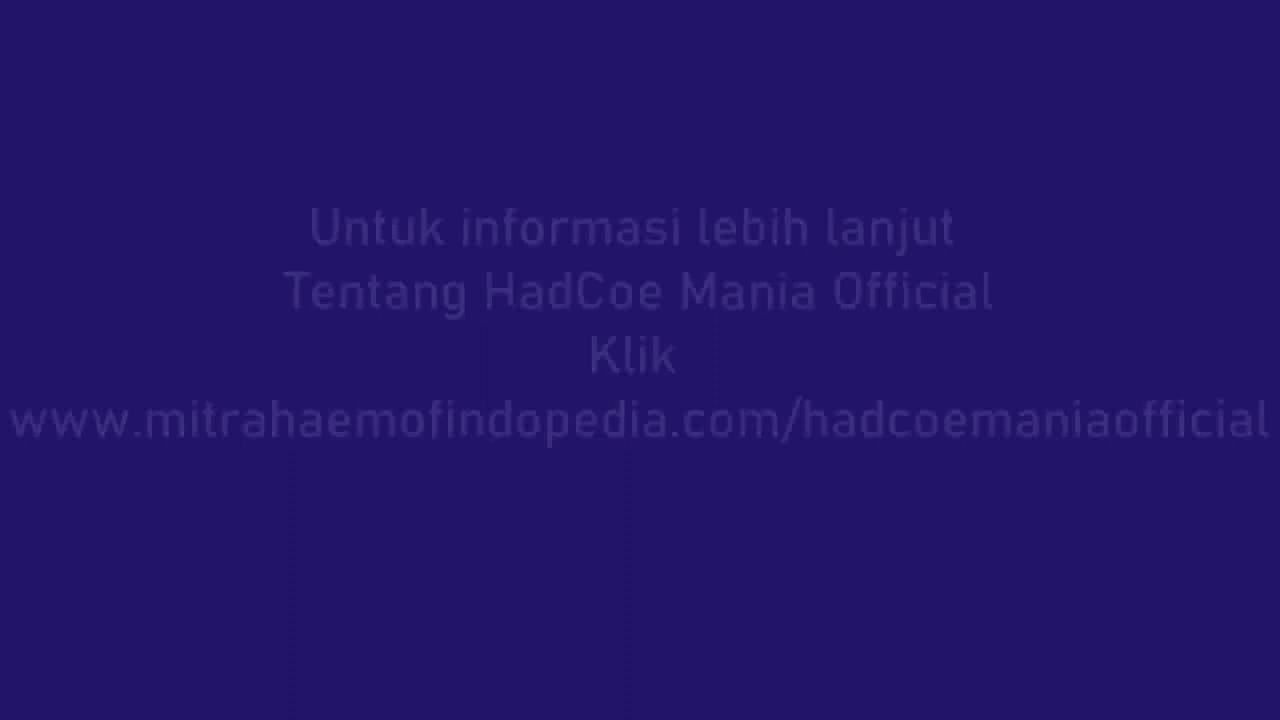 Untuk informasi lebih lanjut
Tentang HadCoe Mania Official
Klik
www.mitrahaemofindopedia.com/hadcoemaniaofficial